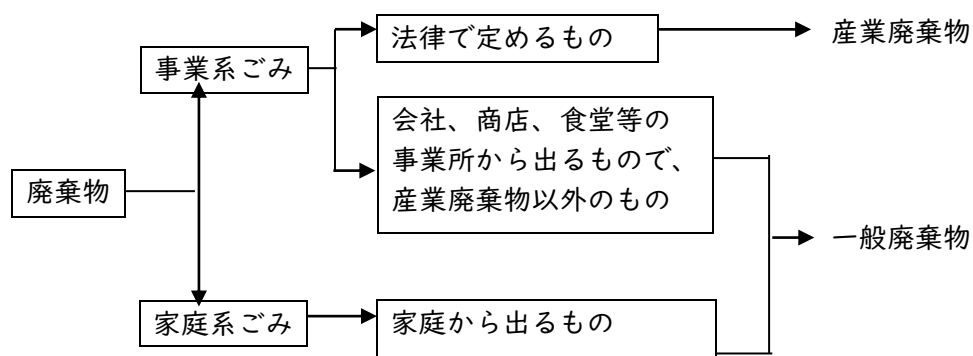 法律で定めるもの
産業廃棄物
事業系ごみ
会社、商店、食堂等の
事業所から出るもので、
産業廃棄物以外のもの
廃棄物
一般廃棄物
家庭系ごみ
家庭から出るもの